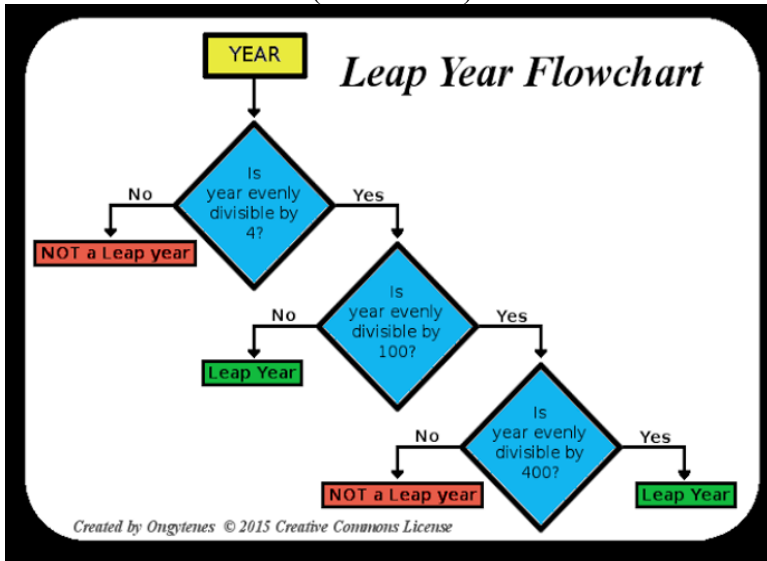 YEAR
Leap Year Flowchart
Is
year evenly
divisible by
4?
No
Yes
NOT a Leap year
Is
year evenly
divisible by
100?
No
Yes
Leap Year
Is
year evenly
divisible by
400?
No
Yes
NOT a Leap year
Leap Year
Created by Ongytenes © 2015 Creative Commons License